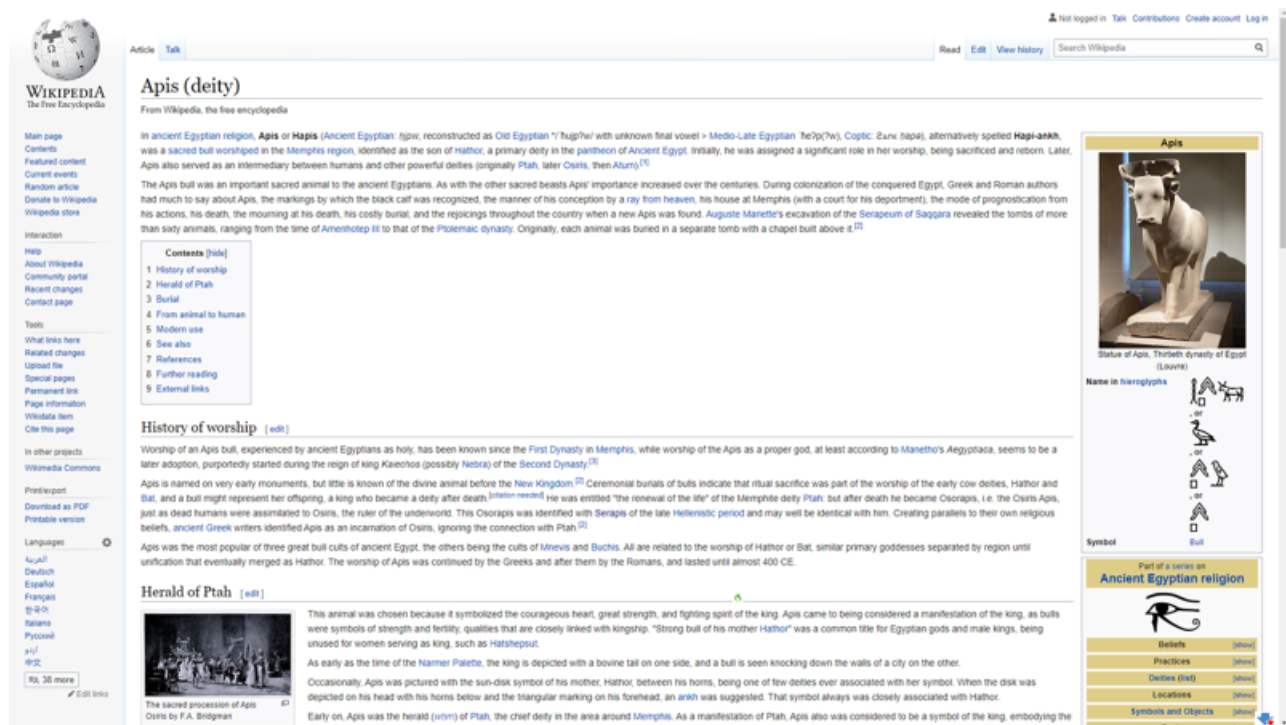 WIKIPEDIA
The Free Encyclopedia
Not logged in Talk Contributions Create account Log in
Article Talk
Read Edit View history Search Wikipedia
Main page
Contents
Featured content
Current events
Random article
Donate to Wikipedia
Wikipedia store
Interaction
Help
About Wikipedia
Community portal
Recent changes
Contact page
Tools
What links here
Related changes
Upload file
Special pages
Permanent link
Page information
Wikidata item
Cite this page
In other projects
Wikimedia Commons
Print/export
Download as PDF
Printable version
Languages
العربية
Deutsch
Español
Français
한국어
Italiano
Русский
اردو
中文
38 more
Edit links
Apis (deity)
From Wikipedia, the free encyclopedia
In ancient Egyptian religion, Apis or Hapis (Ancient Egyptian: ḥjpw, reconstructed as Old Egyptian with unknown final vowel > Medio-Late Egyptian Coptic: alternatively spelled Hapi-ankh,
was a sacred bull worshiped in the Memphis region, identified as the son of Hathor, a primary deity in the pantheon of Ancient Egypt. Initially, he was assigned a significant role in her worship, being sacrificed and reborn. Later,
Apis also served as an intermediary between humans and other powerful deities (originally Ptah, later Osiris, then Atum).[1]
The Apis bull was an important sacred animal to the ancient Egyptians. As with the other sacred beasts Apis' importance increased over the centuries. During colonization of the conquered Egypt, Greek and Roman authors
had much to say about Apis, the markings by which the black calf was recognized, the manner of his conception by a ray from heaven, his house at Memphis (with a court for his deportment), the mode of prognostication from
his actions, his death, the mourning at his death, his costly burial, and the rejoicings throughout the country when a new Apis was found. Auguste Mariette's excavation of the Serapeum of Saqqara revealed the tombs of more
than sixty animals, ranging from the time of Amenhotep III to that of the Ptolemaic dynasty. Originally, each animal was buried in a separate tomb with a chapel built above it.[2]
Contents [hide]
1 History of worship
2 Herald of Ptah
3 Burial
4 From animal to human
5 Modern use
6 See also
7 References
8 Further reading
9 External links
History of worship [edit]
Worship of an Apis bull, experienced by ancient Egyptians as holy, has been known since the First Dynasty in Memphis, while worship of the Apis as a proper god, at least according to Manetho's Aegyptiaca, seems to be a
later adoption, purportedly started during the reign of king Kaiechos (possibly Nebra) of the Second Dynasty.[3]
Apis is named on very early monuments, but little is known of the divine animal before the New Kingdom.[2] Ceremonial burials of bulls indicate that ritual sacrifice was part of the worship of the early cow deities, Hathor and
Bat, and a bull might represent her offspring, a king who became a deity after death.[citation needed] He was entitled "the renewal of the life" of the Memphite deity Ptah: but after death he became Osorapis, i.e. the Osiris Apis,
just as dead humans were assimilated to Osiris, the ruler of the underworld. This Osorapis was identified with Serapis of the late Hellenistic period and may well be identical with him. Creating parallels to their own religious
beliefs, ancient Greek writers identified Apis as an incarnation of Osiris, ignoring the connection with Ptah.[2]
Apis was the most popular of three great bull cults of ancient Egypt, the others being the cults of Mnevis and Buchis. All are related to the worship of Hathor or Bat, similar primary goddesses separated by region until
unification that eventually merged as Hathor. The worship of Apis was continued by the Greeks and after them by the Romans, and lasted until almost 400 CE.
Herald of Ptah [edit]
The sacred procession of Apis
Osiris by F.A. Bridgman
This animal was chosen because it symbolized the courageous heart, great strength, and fighting spirit of the king. Apis came to being considered a manifestation of the king, as bulls
were symbols of strength and fertility, qualities that are closely linked with kingship. "Strong bull of his mother Hathor" was a common title for Egyptian gods and male kings, being
unused for women serving as king, such as Hatshepsut.
As early as the time of the Narmer Palette, the king is depicted with a bovine tail on one side, and a bull is seen knocking down the walls of a city on the other.
Occasionally, Apis was pictured with the sun-disk symbol of his mother, Hathor, between his horns, being one of few deities ever associated with her symbol. When the disk was
depicted on his head with his horns below and the triangular marking on his forehead, an ankh was suggested. That symbol always was closely associated with Hathor.
Early on, Apis was the herald (wḥm) of Ptah, the chief deity in the area around Memphis. As a manifestation of Ptah, Apis also was considered to be a symbol of the king, embodying the
Apis
Statue of Apis, Thirtieth dynasty of Egypt
(Louvre)
Name in hieroglyphs
, or
, or
, or
Symbol Bull
Part of a series on
Ancient Egyptian religion
Beliefs [show]
Practices [show]
Deities (list) [show]
Locations [show]
Symbols and Objects [show]